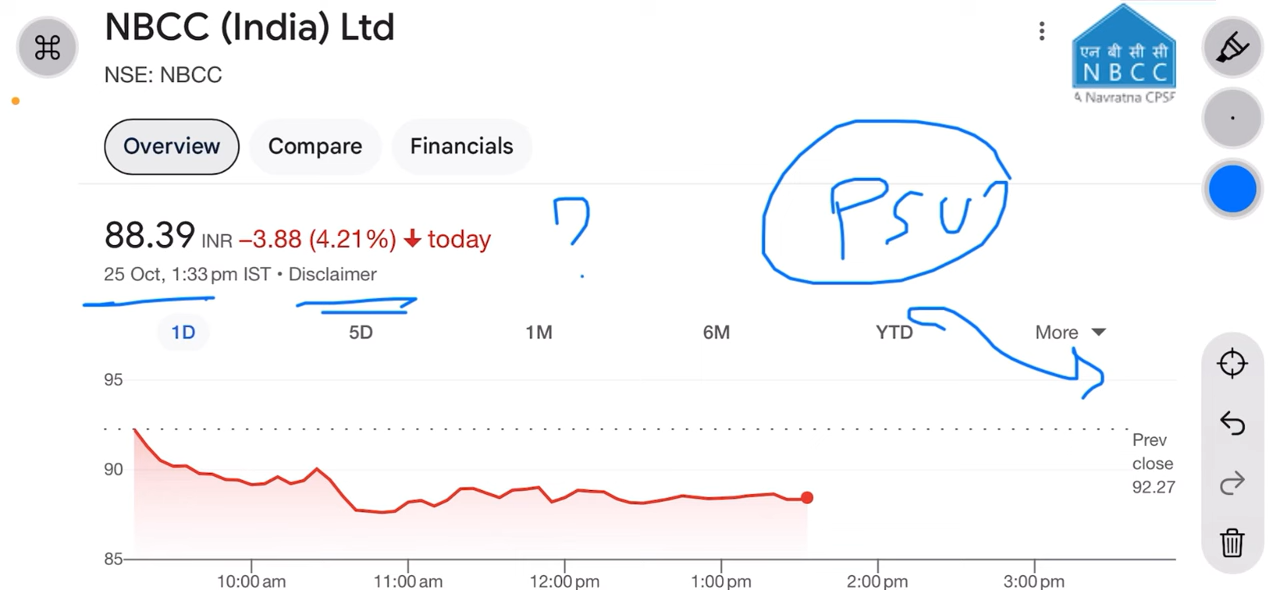 NBCC (India) Ltd
NSE: NBCC
एन बी सी सी
NBCC
A Navratna CPSE
Overview Compare Financials
?
PSU
88.39 INR −3.88 (4.21%) ↓ today
25 Oct, 1:33 pm IST • Disclaimer
1D 5D 1M 6M YTD More
95
90
85
Prev
close
92.27
10:00 am 11:00 am 12:00 pm 1:00 pm 2:00 pm 3:00 pm